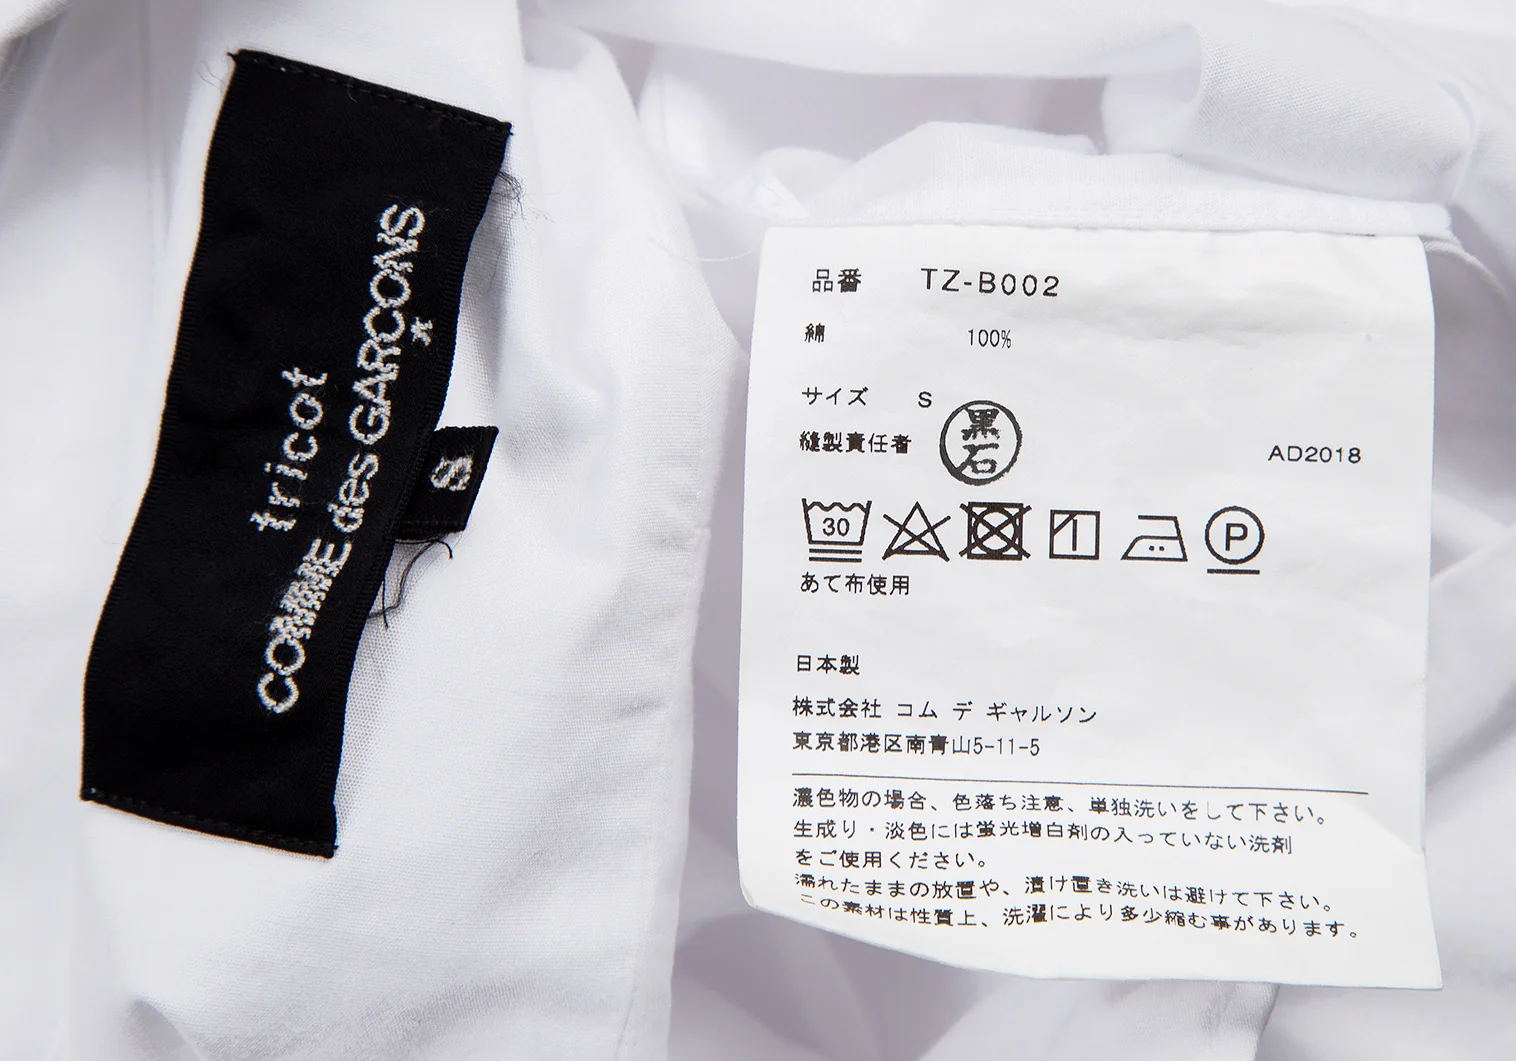 tricot
COMME des GARÇONS
S
品番 TZ-B002
綿 100%
サイズ S
縫製責任者 黒石 AD2018
30 P
あて布使用
日本製
株式会社 コム デ ギャルソン
東京都港区南青山5-11-5
濃色物の場合、色落ち注意、単独洗いをして下さい。
生成り・淡色には蛍光増白剤の入っていない洗剤
をご使用ください。
濡れたままの放置や、漬け置き洗いは避けて下さい。
この素材は性質上、洗濯により多少縮む事があります。